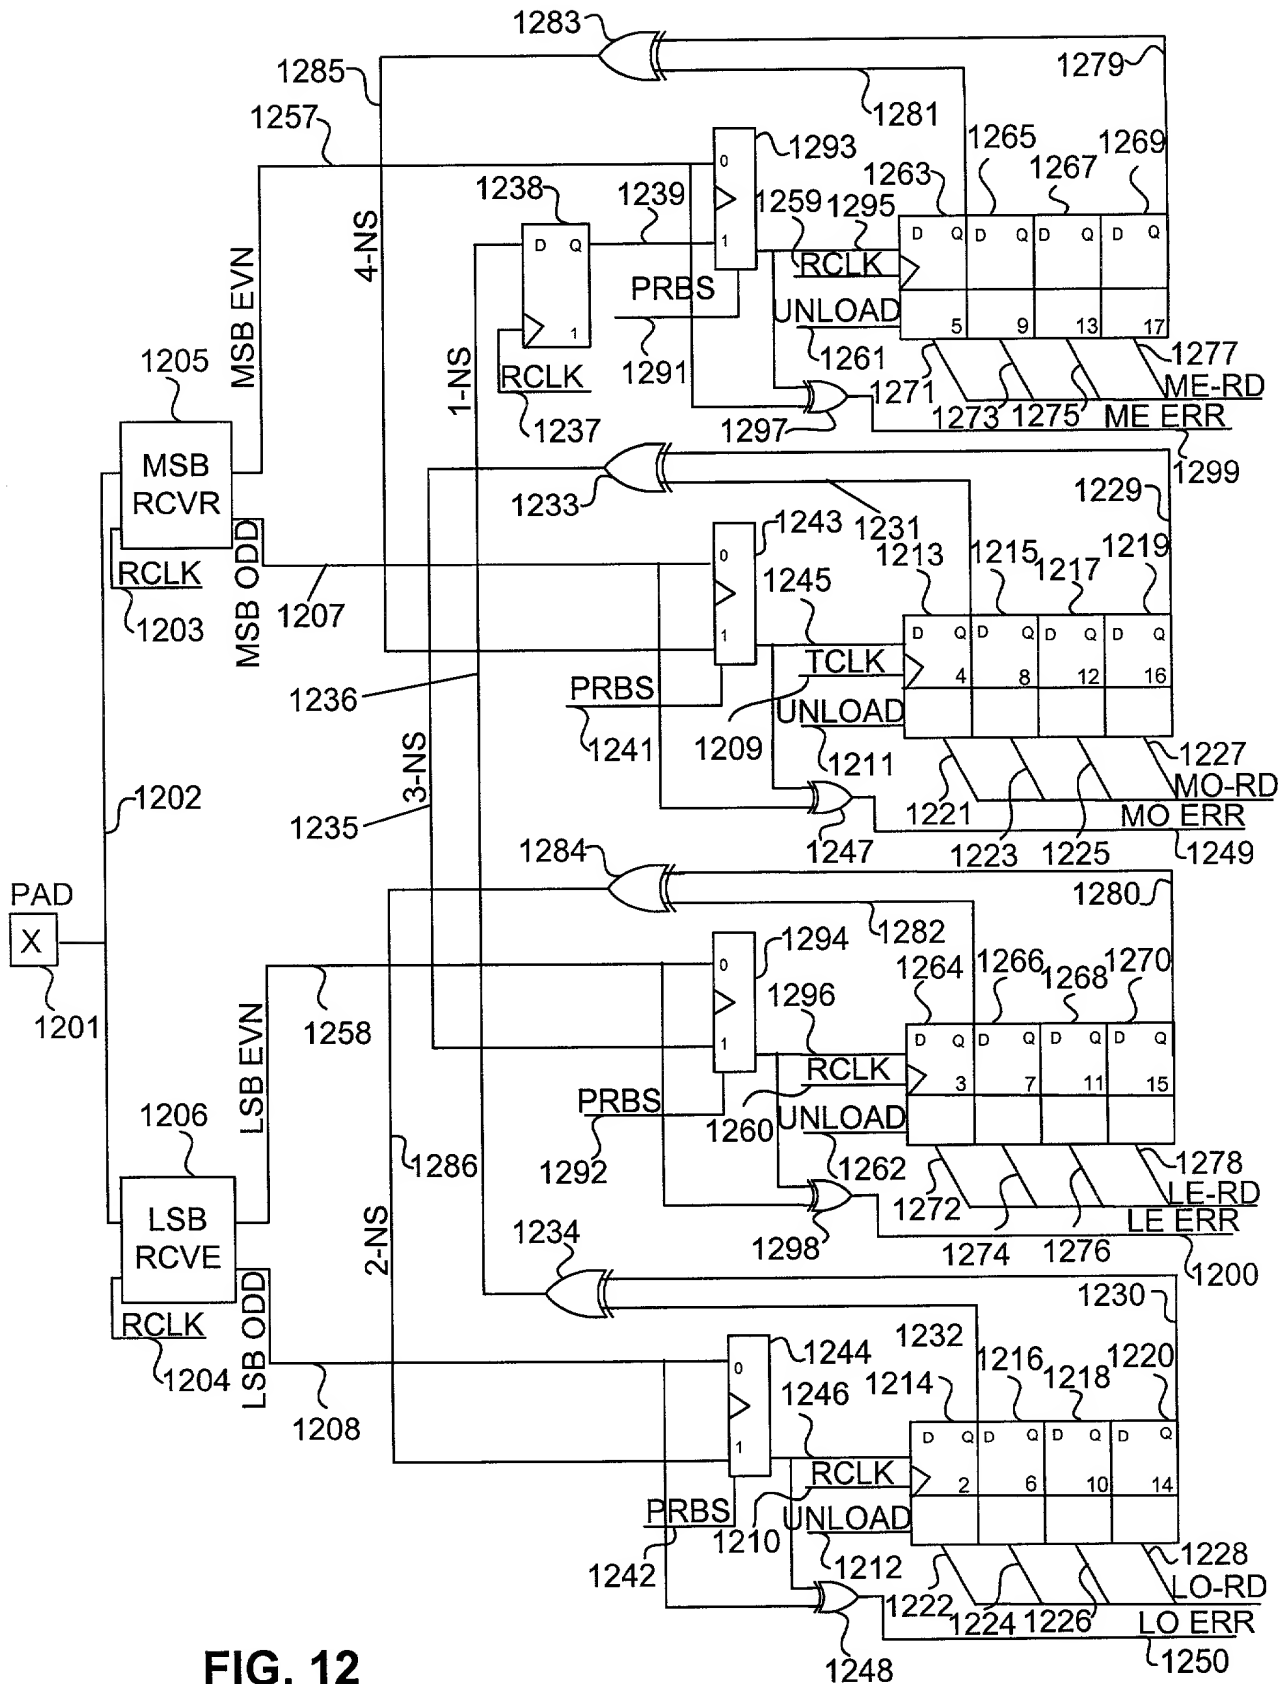 1283
1279
1285
1281
1257
1293
1265
1269
1238
1239
1263
1267
0
1259
1295
4-NS
D Q
1
RCLK
D Q D Q D Q D Q
MSB EVN
PRBS
UNLOAD
5 9 13 17
1
1291
1261
1277
1205
1-NS
RCLK
1271
1273
1275
ME-RD
1237
1297
ME ERR
1299
MSB
RCVR
1233
1231
1229
1243
1213
1215
1217
1219
RCLK
MSB ODD
0
1245
1203
1207
1
D Q D Q D Q D Q
TCLK
4 8 12 16
1236
PRBS
UNLOAD
1241
1209
1211
1227
3-NS
1221
MO-RD
1202
1223
1225
MO ERR
1235
1247
1249
1284
1280
PAD
1282
X
1294
1264
1266
1268
1270
1201
0
1296
LSB EVN
1258
1
D Q D Q D Q D Q
RCLK
3 7 11 15
PRBS
1260
UNLOAD
1206
1286
1292
1262
1278
1272
LE-RD
LSB
RCVE
2-NS
1234
1298
1274
1276
LE ERR
1200
1230
RCLK
LSB ODD
1232
1204
1244
1216
1220
0
1246
1214
1218
1208
1
D Q D Q D Q D Q
RCLK
2 6 10 14
PRBS
1210
UNLOAD
1242
1212
1228
1222
1224
1226
LO-RD
LO ERR
1248
1250
FIG. 12